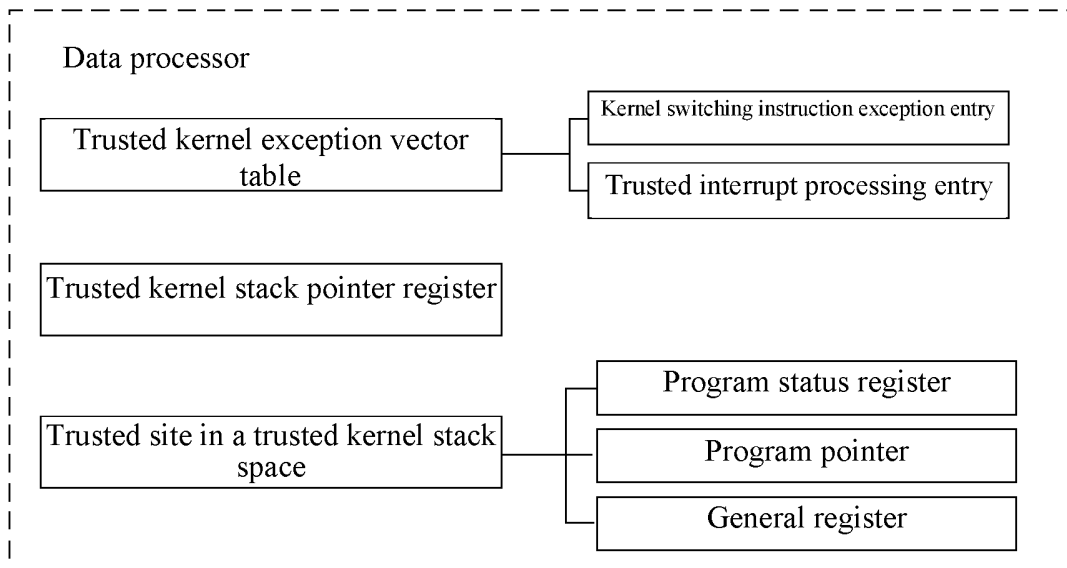 Data processor
Trusted kernel exception vector
table
Kernel switching instruction exception entry
Trusted interrupt processing entry
Trusted kernel stack pointer register
Trusted site in a trusted kernel stack
space
Program status register
Program pointer
General register